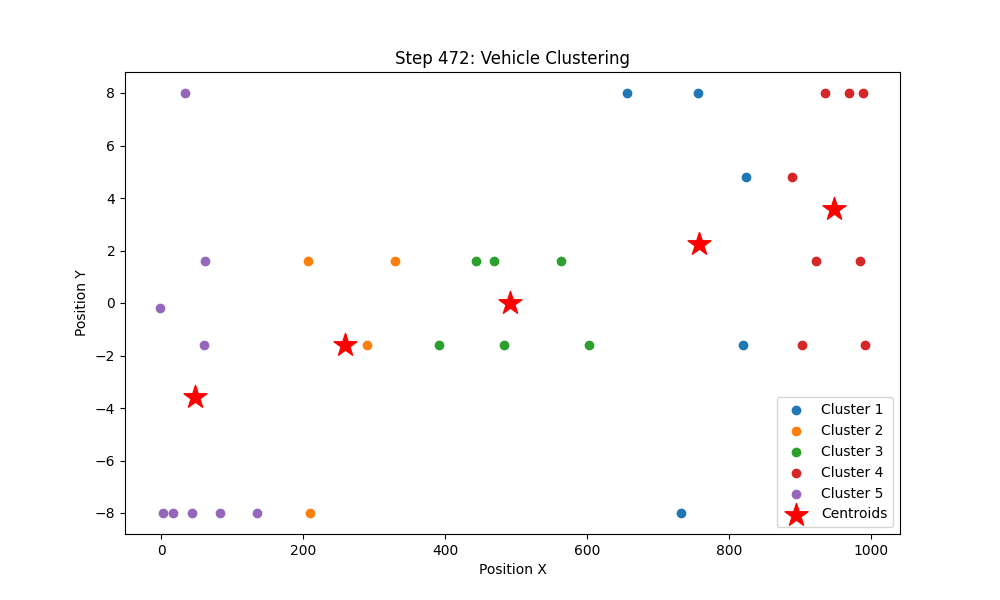 Step 472: Vehicle Clustering
Position Y
8
6
4
2
0
−2
−4
−6
−8
0
200
400
600
800
1000
Position X
Cluster 1
Cluster 2
Cluster 3
Cluster 4
Cluster 5
Centroids